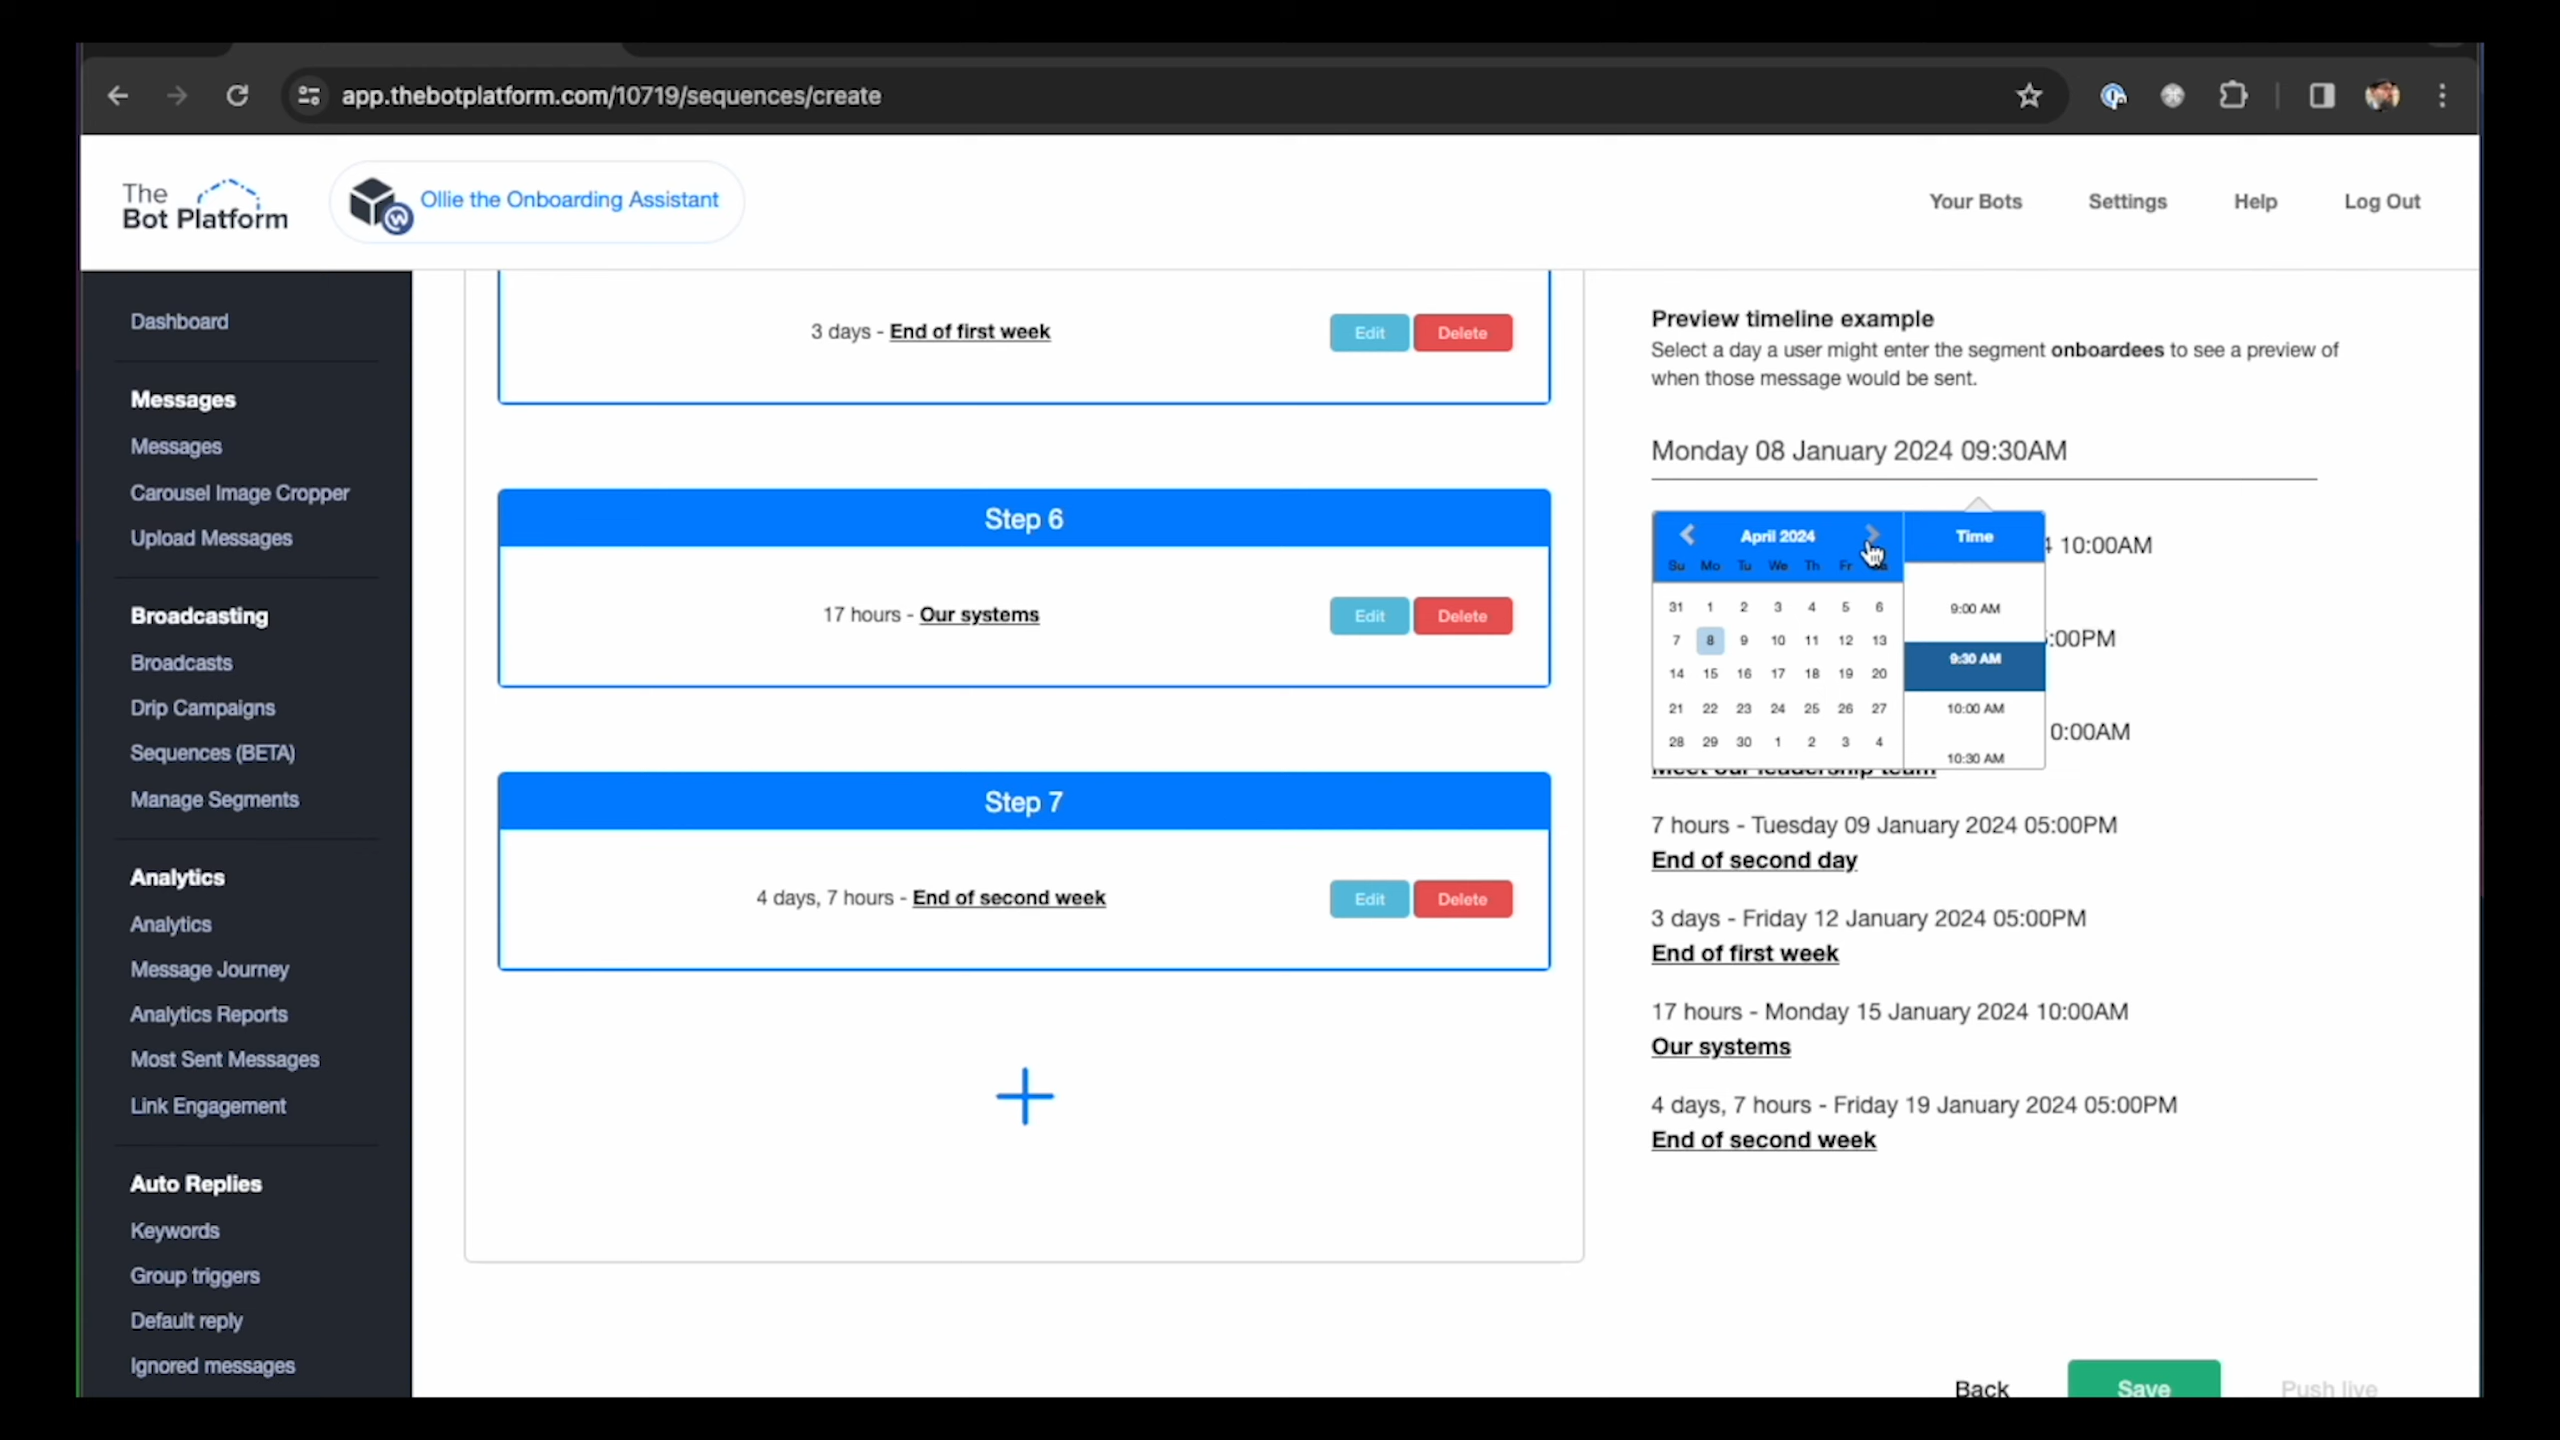 app.thebotplatform.com/10719/sequences/create
The
Bot Platform
Ollie the Onboarding Assistant
Your Bots
Settings
Help
Log Out
Dashboard
Messages
Messages
Carousel Image Cropper
Upload Messages
Broadcasting
Broadcasts
Drip Campaigns
Sequences (BETA)
Manage Segments
Analytics
Analytics
Message Journey
Analytics Reports
Most Sent Messages
Link Engagement
Auto Replies
Keywords
Group triggers
Default reply
Ignored messages
3 days - End of first week
Edit
Delete
Step 6
17 hours - Our systems
Edit
Delete
Step 7
4 days, 7 hours - End of second week
Edit
Delete
Preview timeline example
Select a day a user might enter the segment onboardees to see a preview of
when those message would be sent.
Monday 08 January 2024 09:30AM
April 2024
Su Mo Tu We Th Fr
31 1 2 3 4 5 6
7 8 9 10 11 12 13
14 15 16 17 18 19 20
21 22 23 24 25 26 27
28 29 30 1 2 3 4
Time
9:00 AM
9:30 AM
10:00 AM
10:30 AM
4 10:00AM
:00PM
0:00AM
Meet our leadership team
7 hours - Tuesday 09 January 2024 05:00PM
End of second day
3 days - Friday 12 January 2024 05:00PM
End of first week
17 hours - Monday 15 January 2024 10:00AM
Our systems
4 days, 7 hours - Friday 19 January 2024 05:00PM
End of second week
Back
Save
Push live